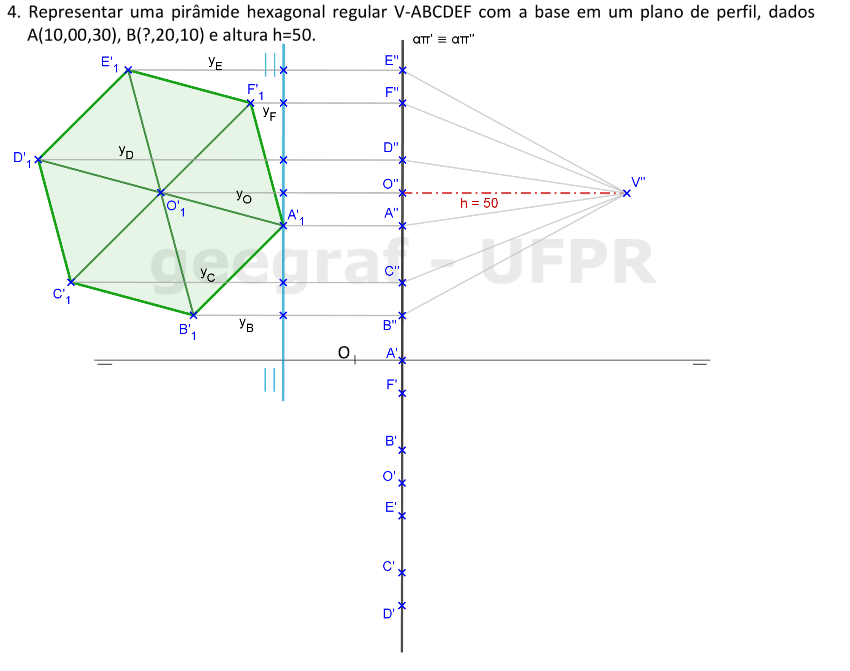 4. Representar uma pirâmide hexagonal regular V-ABCDEF com a base em um plano de perfil, dados
A(10,00,30), B(?,20,10) e altura h=50.
απ' ≡ απ"
E'1
yE
E"
F'1
yF
F"
D'1
yD
D"
O'1
yO
O"
V"
h = 50
A'1
A"
geegraf - UFPR
C'1
yC
C"
B'1
yB
B"
O
A'
F'
B'
O'
E'
C'
D'